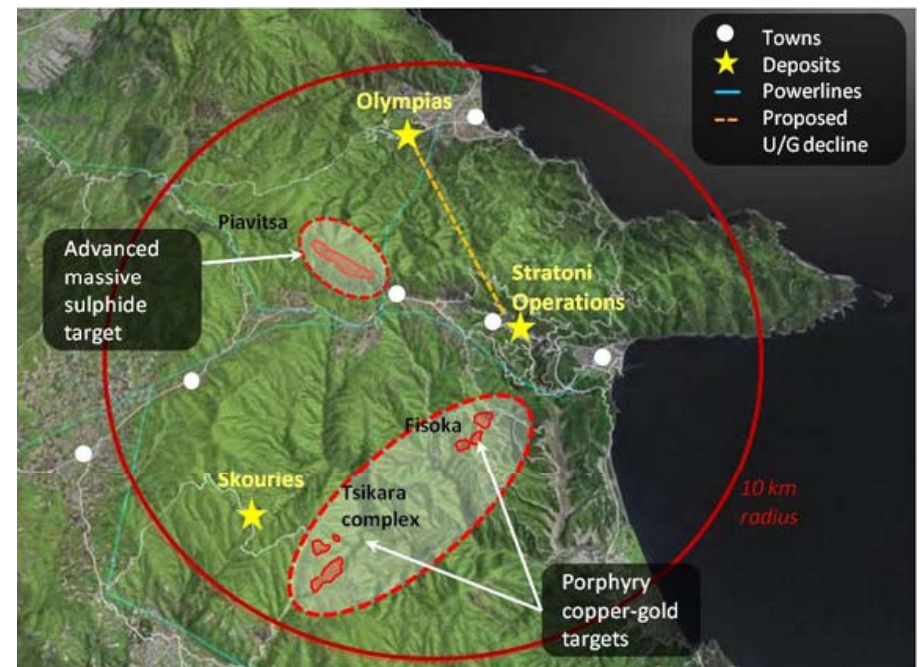 Towns
Deposits
Powerlines
Proposed
U/G decline
Olympias
Piavitsa
Advanced
massive
sulphide
target
Stratoni
Operations
Fisoka
Skouries
Tsikara
complex
10 km
radius
Porphyry
copper-gold
targets